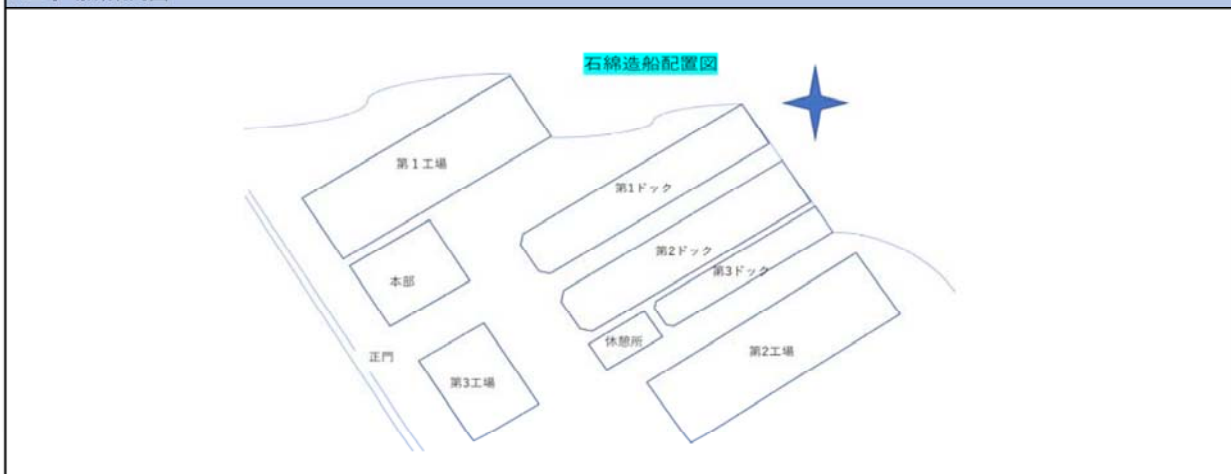 石綿造船配置図
第１工場
第1ドック
第2ドック
第3ドック
本部
休憩所
第2工場
正門
第3工場